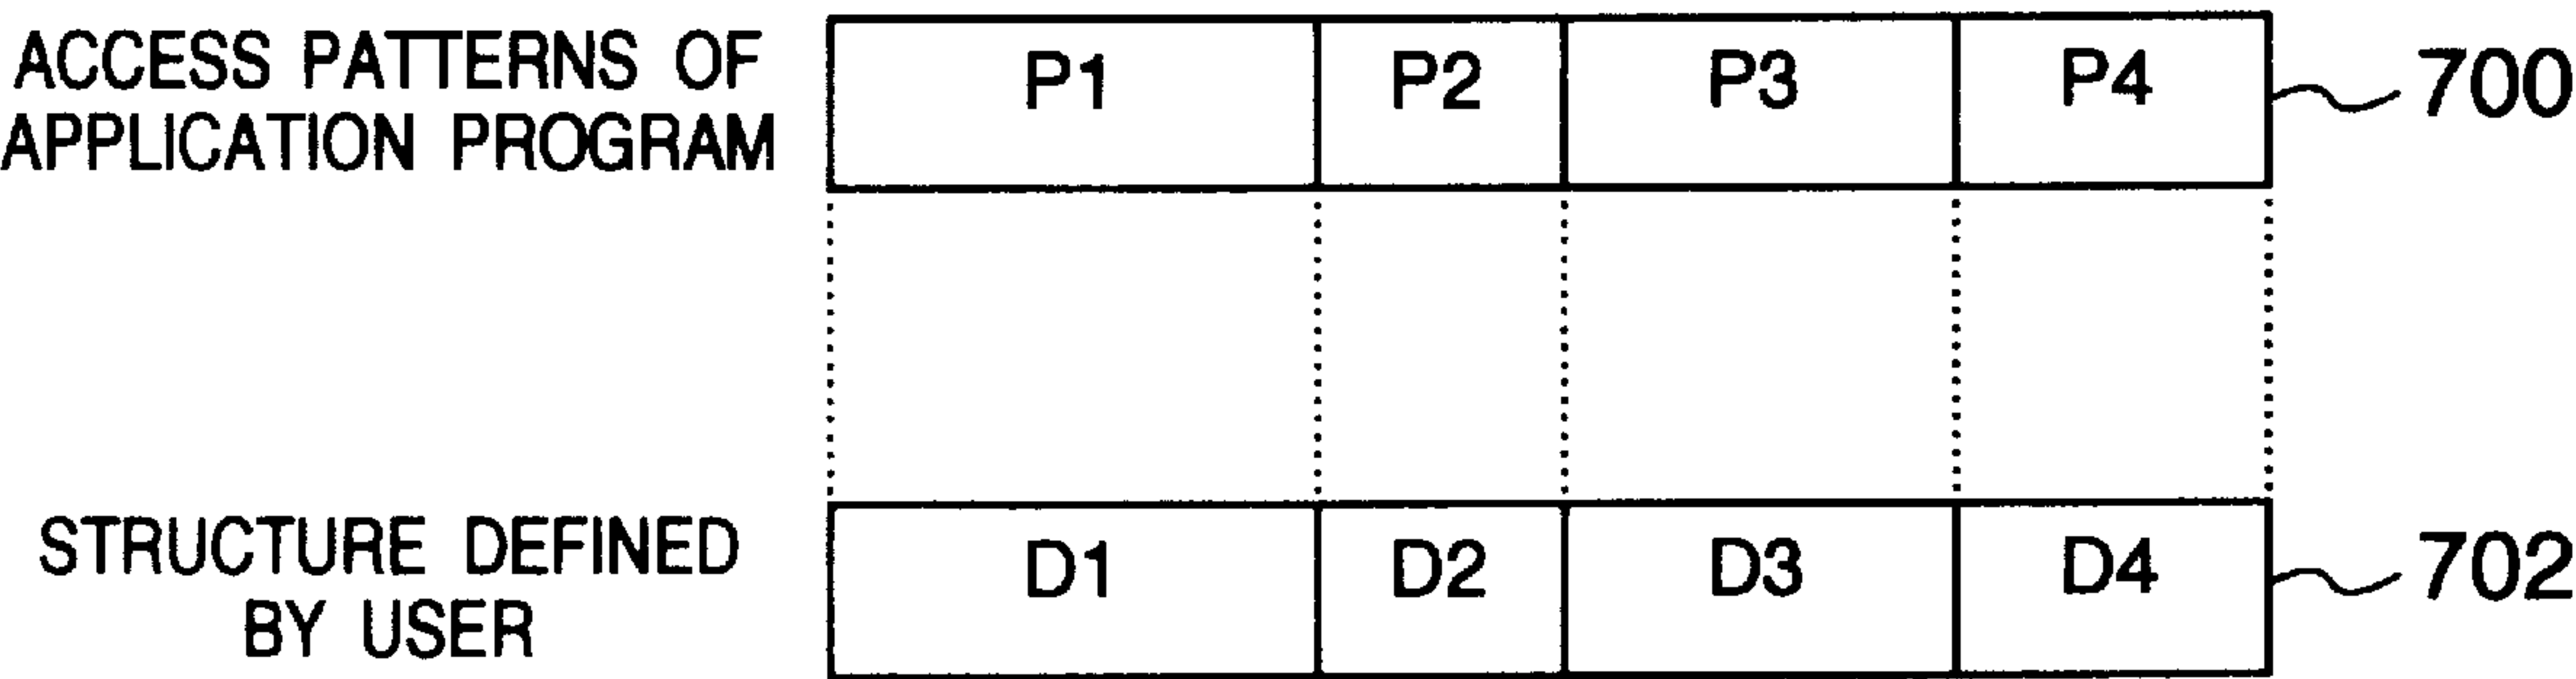 ACCESS PATTERNS OF
APPLICATION PROGRAM
P1 P2 P3 P4 700
STRUCTURE DEFINED
BY USER
D1 D2 D3 D4 702